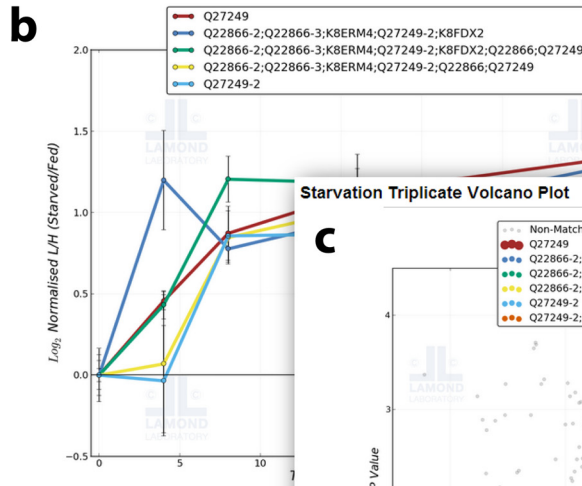 b
Q27249
Q22866-2;Q22866-3;K8ERM4;Q27249-2;K8FDX2
Q22866-2;Q22866-3;K8ERM4;Q27249-2;K8FDX2;Q22866;Q27249
Q22866-2;Q22866-3;K8ERM4;Q27249-2;Q22866;Q27249
Q27249-2
Log2 Normalised L/H (Starved/Fed)
2.0
1.5
1.0
0.5
0.0
−0.5
0
5
10
T
LAMOND
LABORATORY
LAMOND
LABORATORY
Starvation Triplicate Volcano Plot
c
Non-Match
Q27249
Q22866-2;
Q22866-2;
Q22866-2;
Q27249-2
Q27249-2;
4
3
P Value
LAMOND
LABORATORY